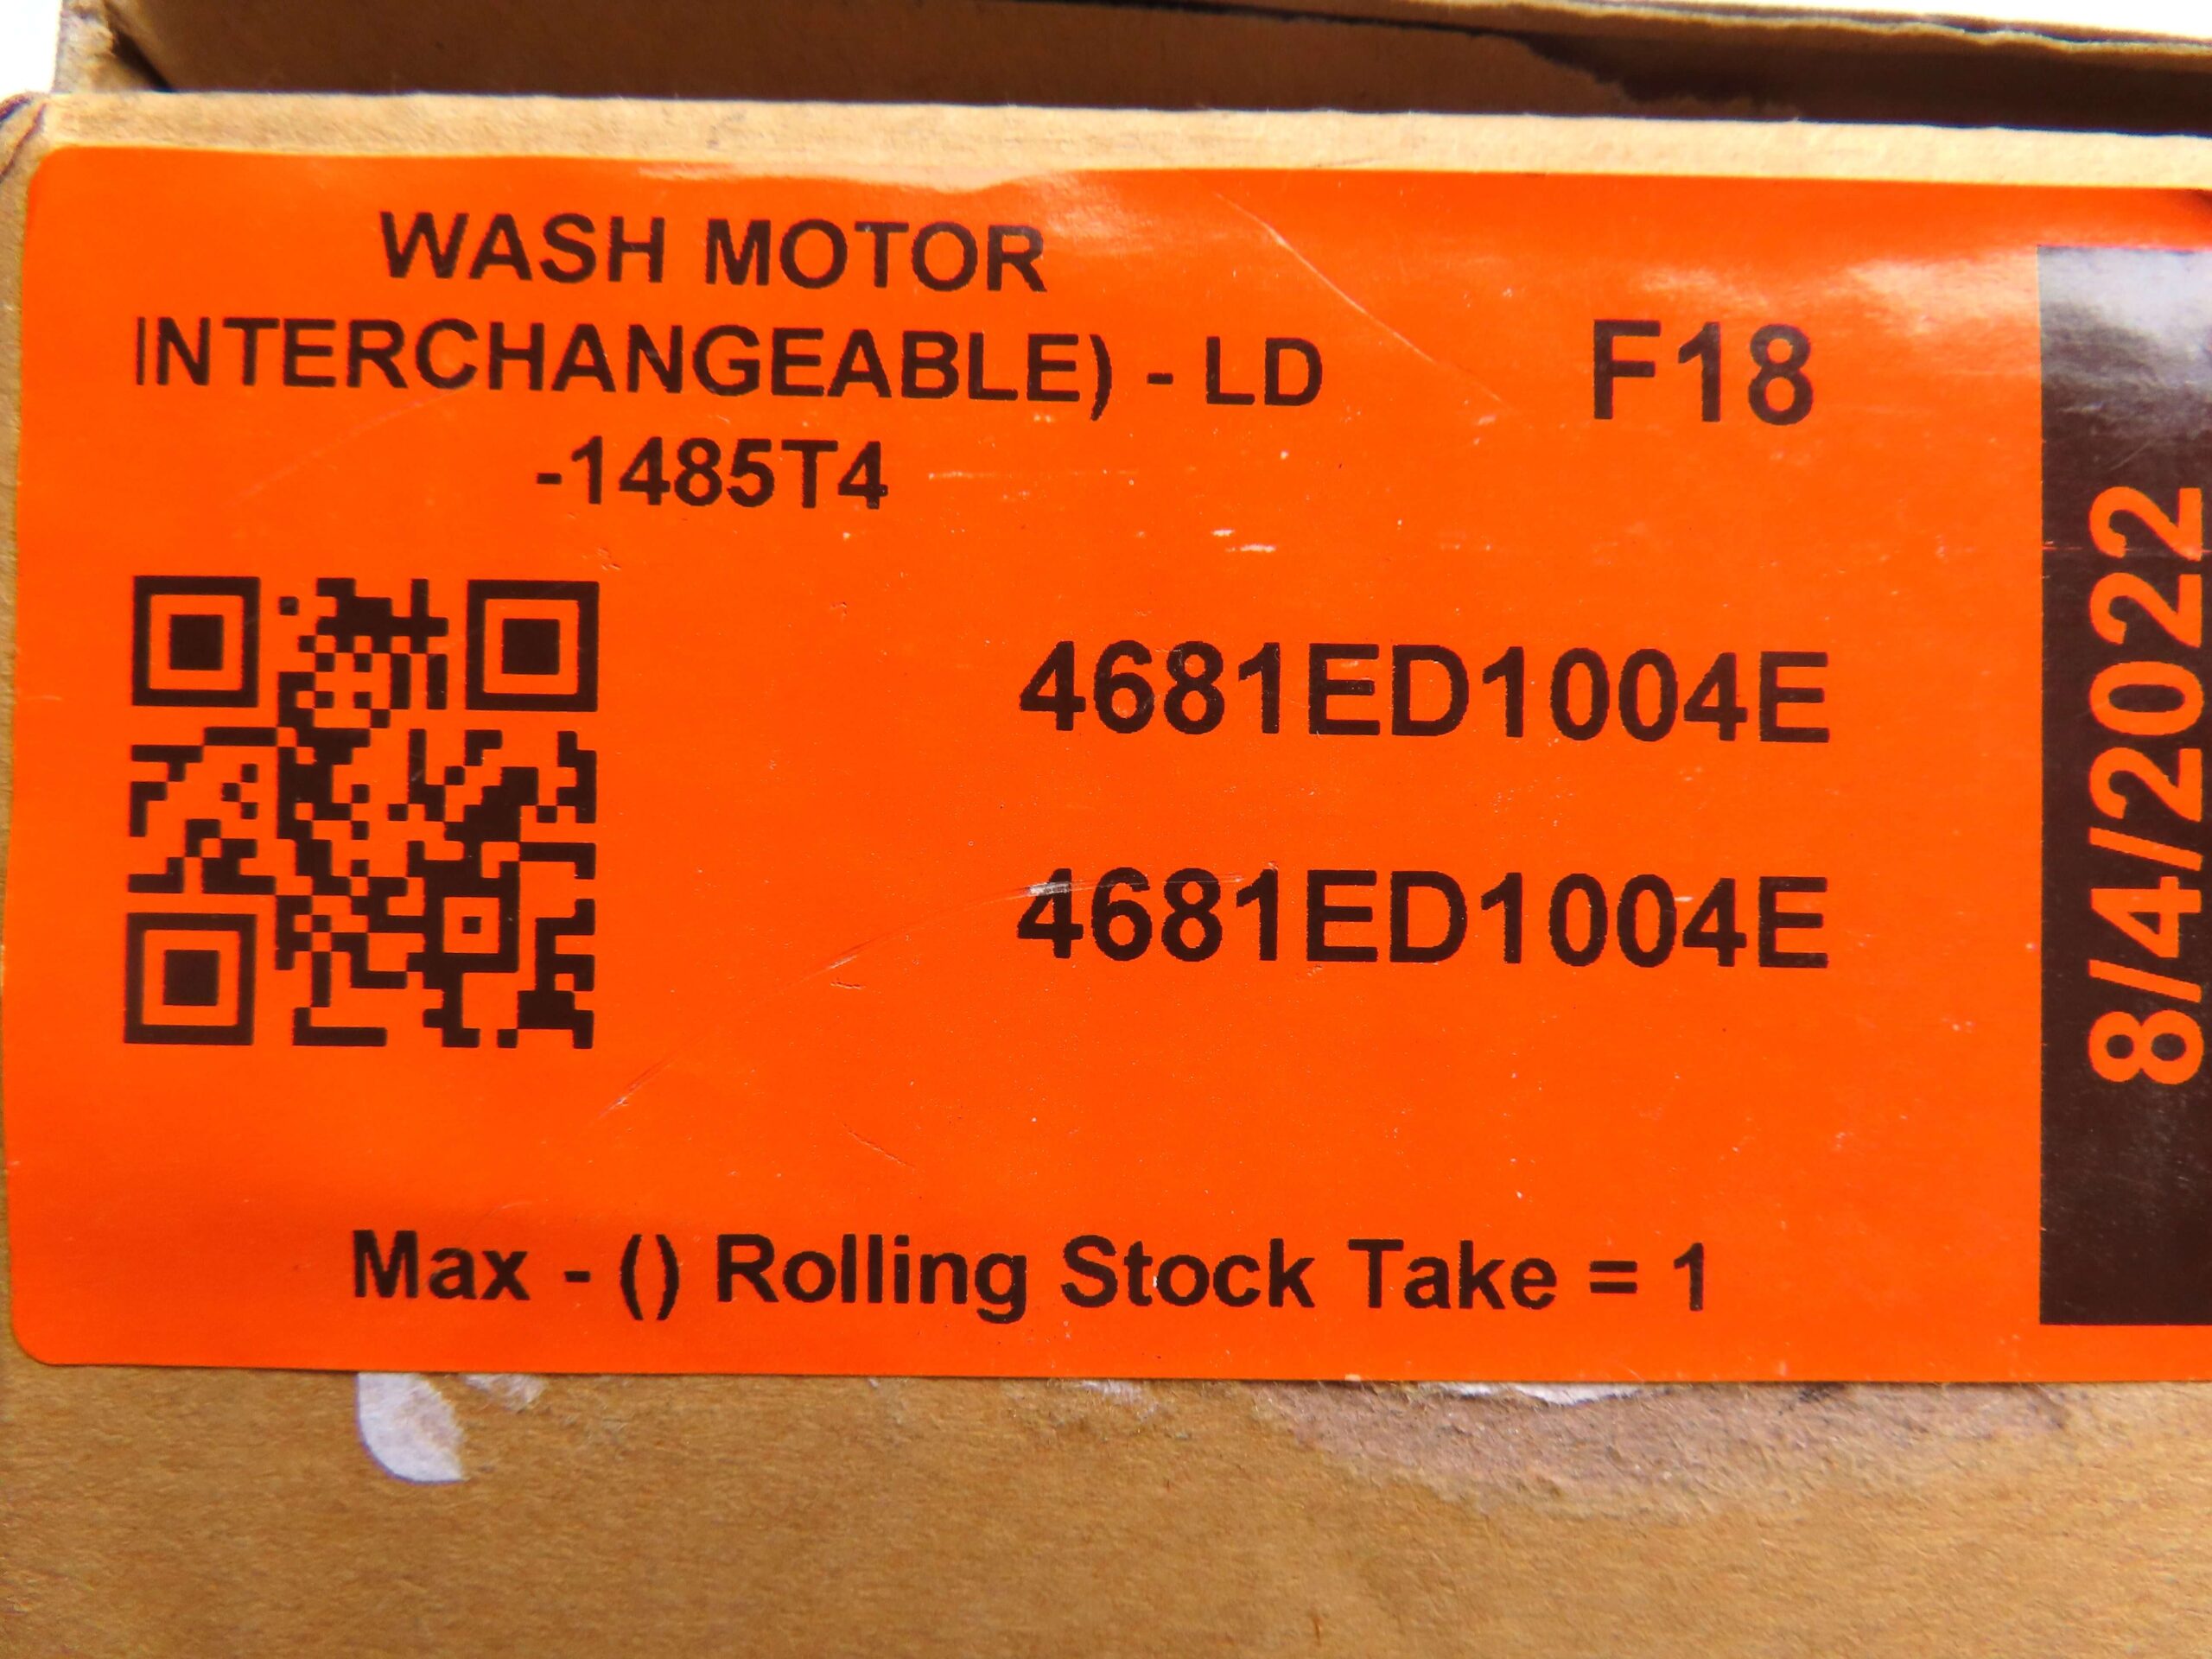 WASH MOTOR
INTERCHANGEABLE) - LD
-1485T4
F18
4681ED1004E
4681ED1004E
Max - () Rolling Stock Take = 1
8/4/2022